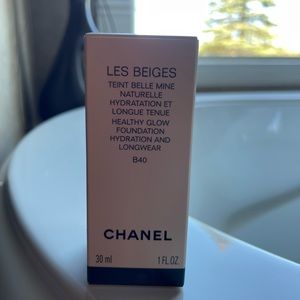 LES BEIGES
TEINT BELLE MINE
NATURELLE
HYDRATATION ET
LONGUE TENUE
HEALTHY GLOW
FOUNDATION
HYDRATION AND
LONGWEAR
B40
CHANEL
30 ml 1 FL.OZ.